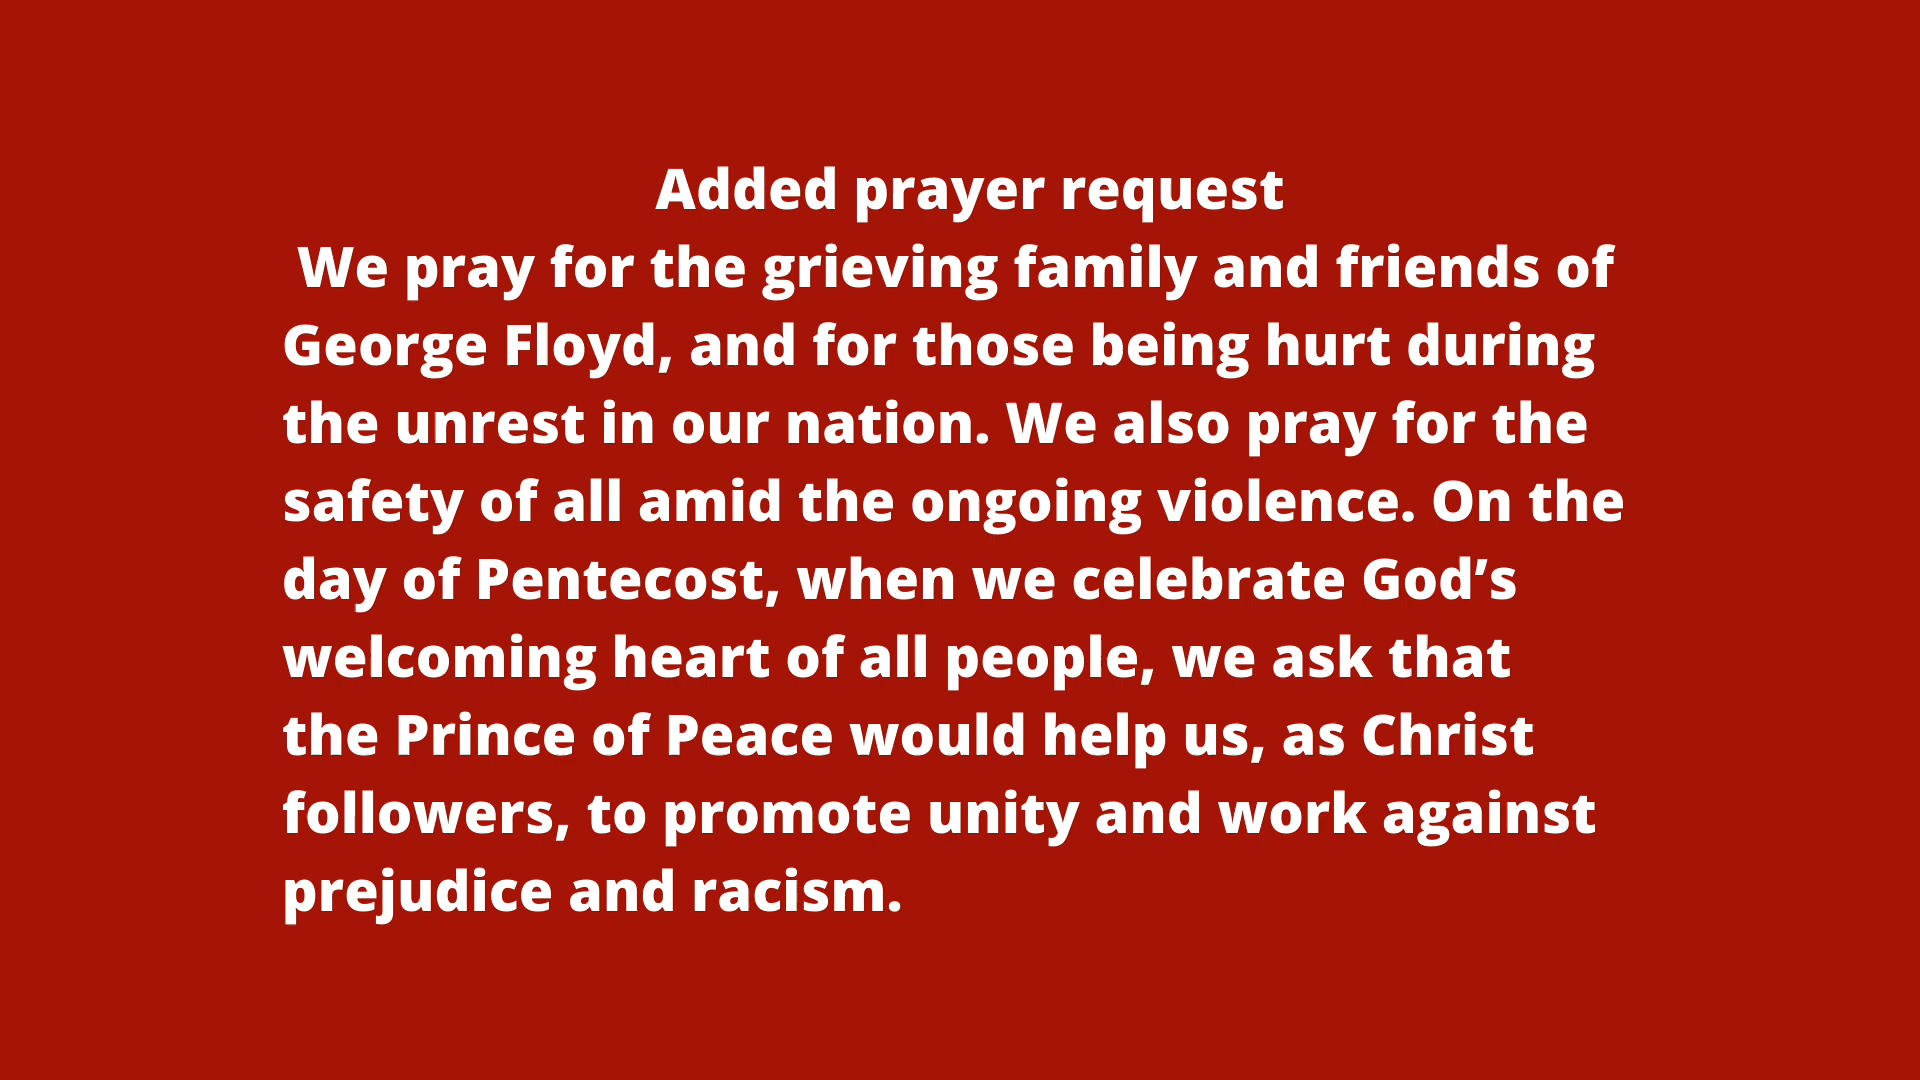 Added prayer request
We pray for the grieving family and friends of
George Floyd, and for those being hurt during
the unrest in our nation. We also pray for the
safety of all amid the ongoing violence. On the
day of Pentecost, when we celebrate God’s
welcoming heart of all people, we ask that
the Prince of Peace would help us, as Christ
followers, to promote unity and work against
prejudice and racism.